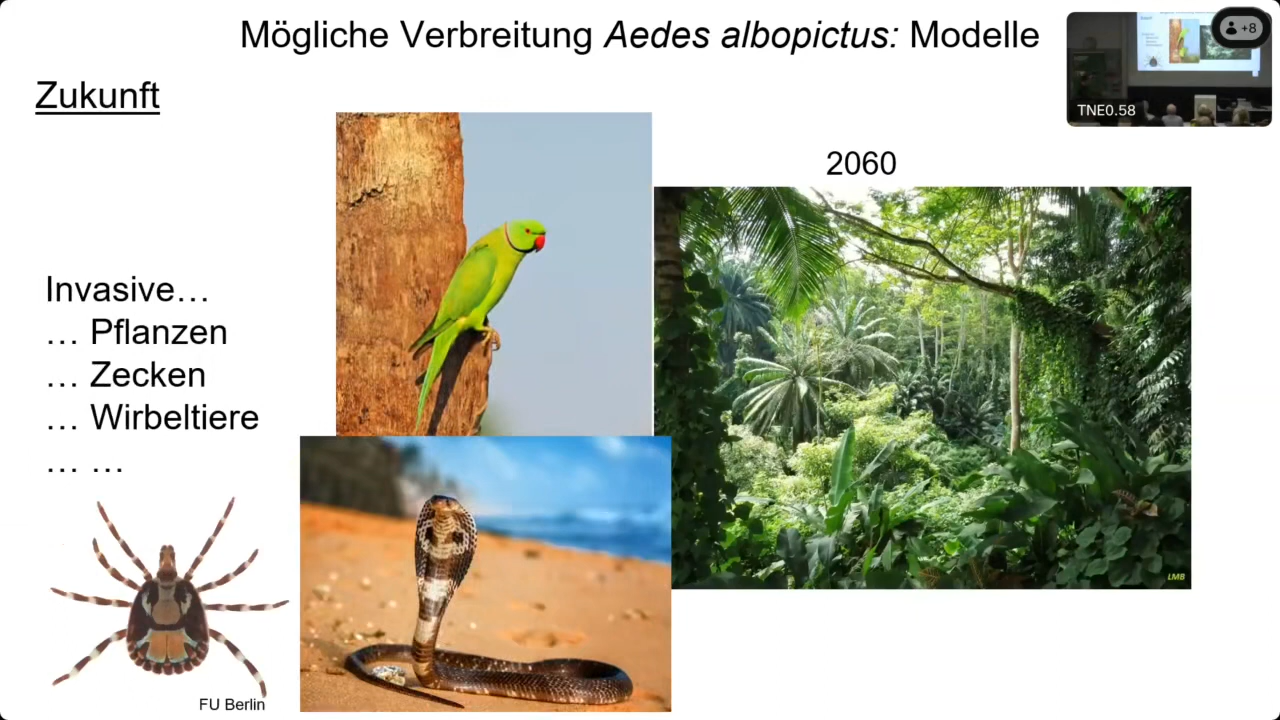 Mögliche Verbreitung Aedes albopictus: Modelle
+8
TNE0.58
Zukunft
2060
Invasive…
… Pflanzen
… Zecken
… Wirbeltiere
… …
LMB
FU Berlin